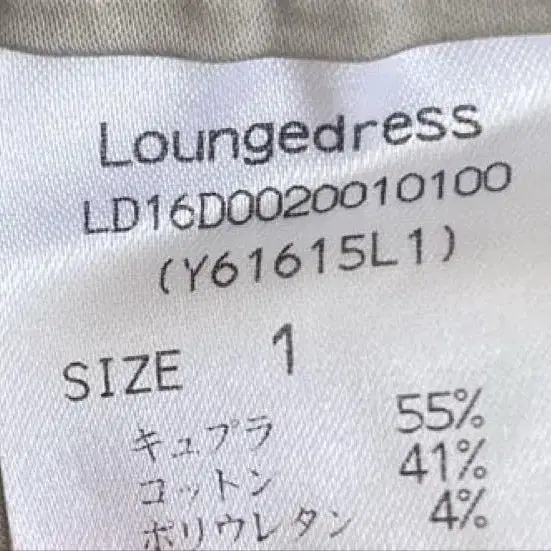 Loungedress
LD16D0020010100
(Y61615L1)
SIZE 1
キュプラ 55%
コットン 41%
ポリウレタン 4%